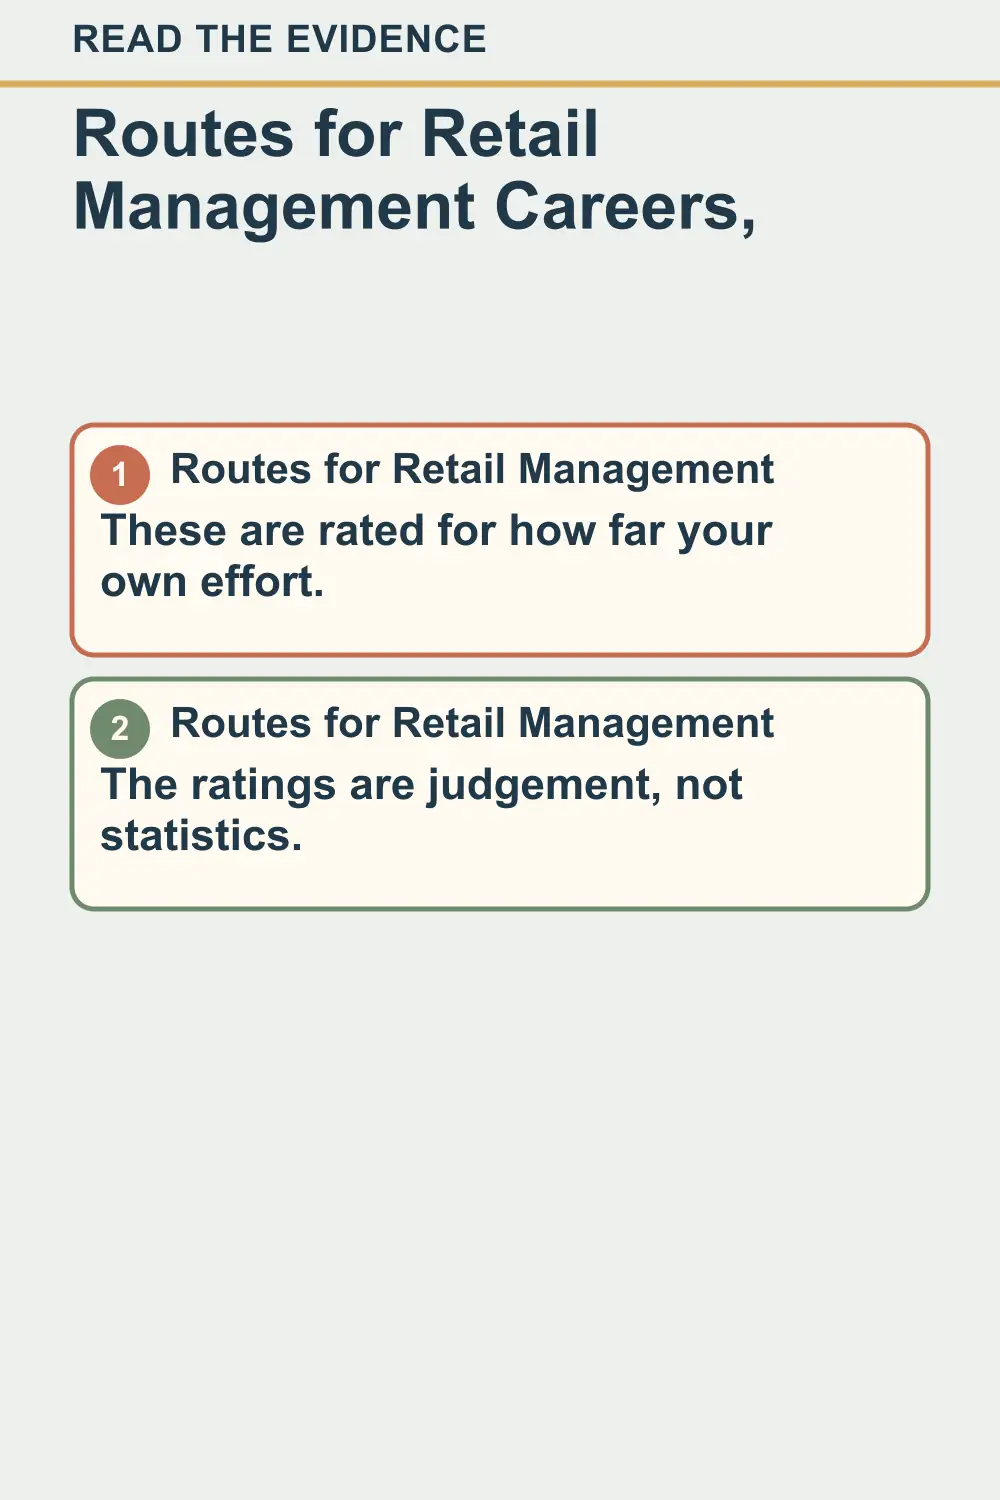 READ THE EVIDENCE
Routes for Retail
Management Careers,
1 Routes for Retail Management
These are rated for how far your
own effort.
2 Routes for Retail Management
The ratings are judgement, not
statistics.